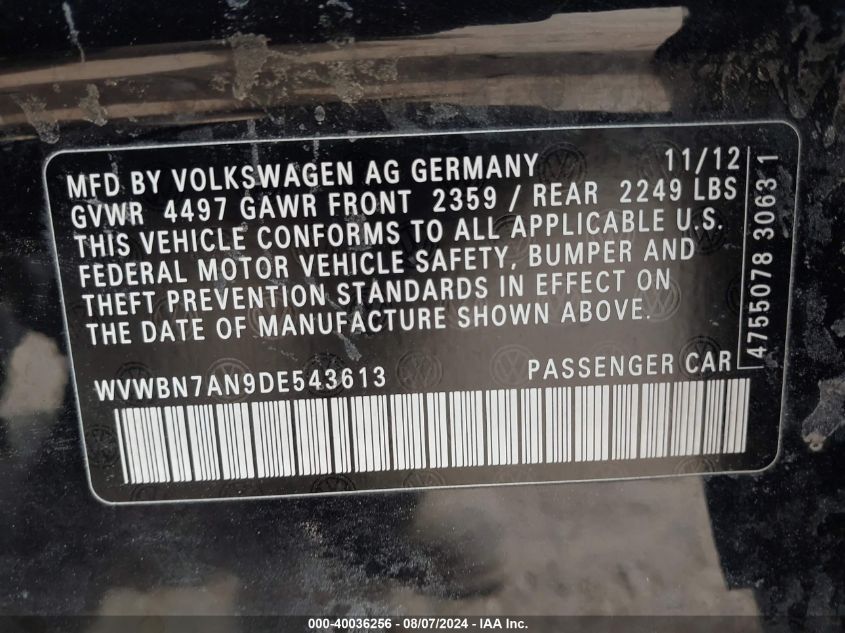 MFD BY VOLKSWAGEN AG GERMANY 11/12
GVWR 4497 GAWR FRONT 2359 / REAR 2249 LBS
THIS VEHICLE CONFORMS TO ALL APPLICABLE U.S.
FEDERAL MOTOR VEHICLE SAFETY, BUMPER AND
THEFT PREVENTION STANDARDS IN EFFECT ON
THE DATE OF MANUFACTURE SHOWN ABOVE.
WVWBN7AN9DE543613 PASSENGER CAR
4755078 3063 1
000-40036256 - 08/07/2024 - IAA Inc.